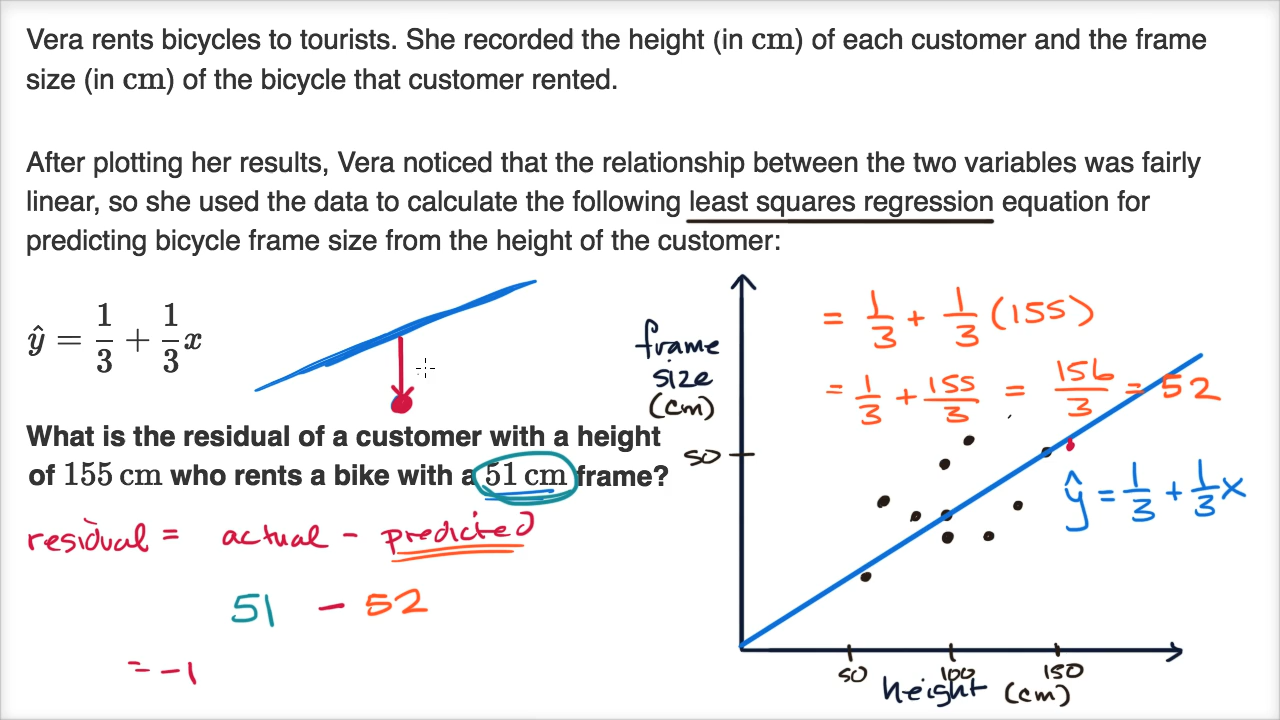 Vera rents bicycles to tourists. She recorded the height (in cm) of each customer and the frame
size (in cm) of the bicycle that customer rented.
After plotting her results, Vera noticed that the relationship between the two variables was fairly
linear, so she used the data to calculate the following least squares regression equation for
predicting bicycle frame size from the height of the customer:
ŷ = 1/3 + 1/3 x
What is the residual of a customer with a height
of 155 cm who rents a bike with a 51 cm frame?
residual = actual - predicted
51 - 52
= -1
frame
size
(cm)
= 1/3 + 1/3 (155)
= 1/3 + 155/3 = 156/3 = 52
50
ŷ = 1/3 + 1/3 x
50 100 150
height (cm)